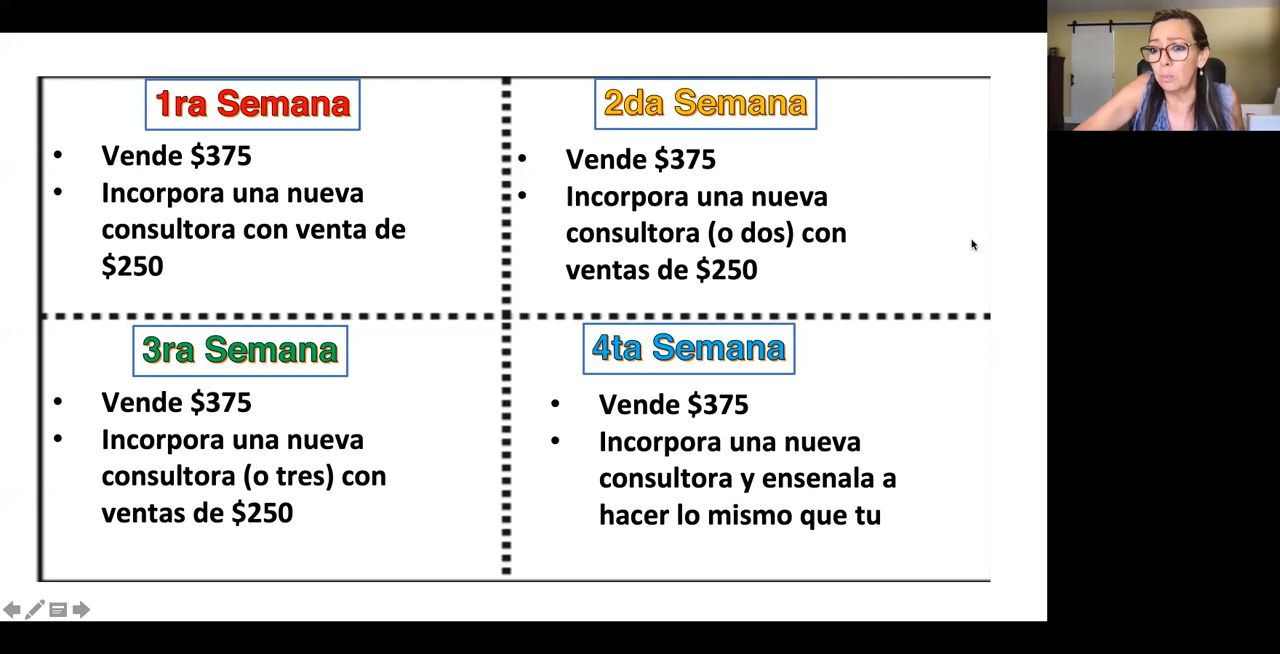 1ra Semana
Vende $375
Incorpora una nueva
consultora con venta de
$250
2da Semana
Vende $375
Incorpora una nueva
consultora (o dos) con
ventas de $250
3ra Semana
Vende $375
Incorpora una nueva
consultora (o tres) con
ventas de $250
4ta Semana
Vende $375
Incorpora una nueva
consultora y ensenala a
hacer lo mismo que tu